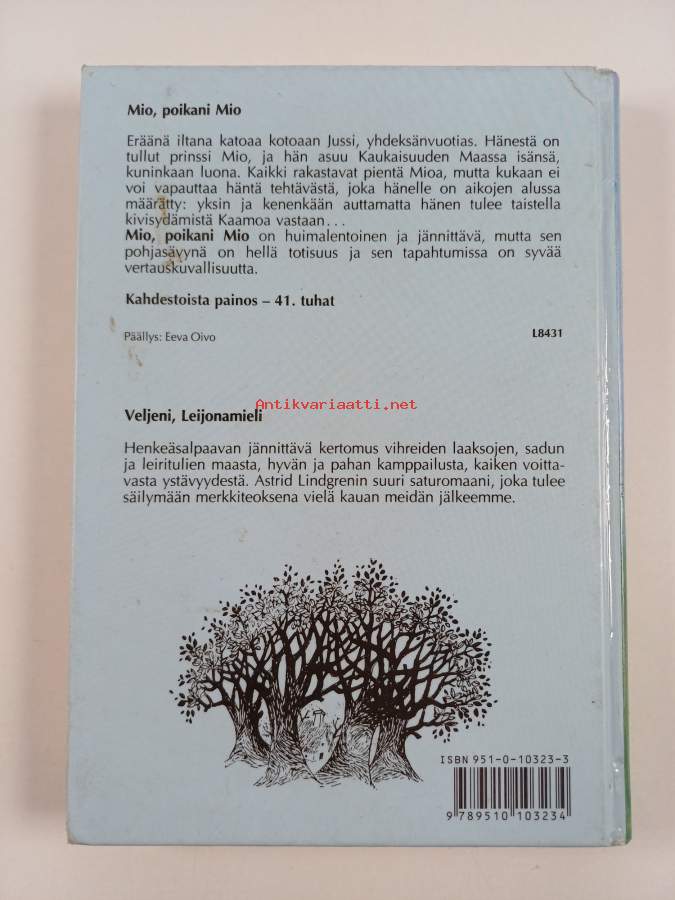 Mio, poikani Mio
Eräänä iltana katoaa kotoaan Jussi, yhdeksänvuotias. Hänestä on
tullut prinssi Mio, ja hän asuu Kaukaisuuden Maassa isänsä,
kuninkaan luona. Kaikki rakastavat pientä Mioa, mutta kukaan ei
voi vapauttaa häntä tehtävästä, joka hänelle on aikojen alussa
määrätty: yksin ja kenenkään auttamatta hänen tulee taistella
kivisydämistä Kaamoa vastaan...
Mio, poikani Mio on huimalentoinen ja jännittävä, mutta sen
pohjasävynä on hellä totisuus ja sen tapahtumissa on syvää
vertauskuvallisuutta.
Kahdestoista painos – 41. tuhat
Päällys: Eeva Oivo
L8431
Antikvariaatti.net
Veljeni, Leijonamieli
Henkeäsalpaavan jännittävä kertomus vihreiden laaksojen, sadun
ja leiritulien maasta, hyvän ja pahan kamppailusta, kaiken voitta-
vasta ystävyydestä. Astrid Lindgrenin suuri saturomaani, joka tulee
säilymään merkkiteoksena vielä kauan meidän jälkeemme.
ISBN 951-0-10323-3
9 789510 103234